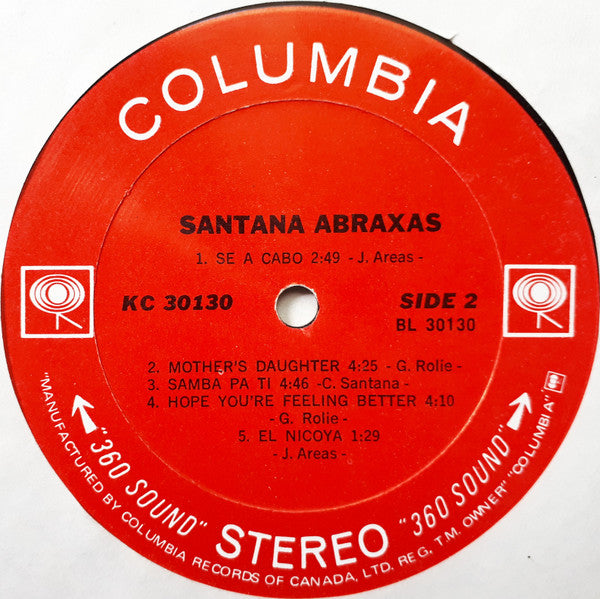 COLUMBIA
SANTANA ABRAXAS
1. SE A CABO 2:49 - J. Areas -
KC 30130
SIDE 2
BL 30130
2. MOTHER'S DAUGHTER 4:25 - G. Rolie -
3. SAMBA PA TI 4:46 -C. Santana -
4. HOPE YOU'RE FEELING BETTER 4:10
- G. Rolie -
5. EL NICOYA 1:29
- J. Areas -
"360 SOUND" STEREO "360 SOUND"
"MANUFACTURED BY COLUMBIA RECORDS OF CANADA, LTD. REG. T.M. OWNER" "COLUMBIA"